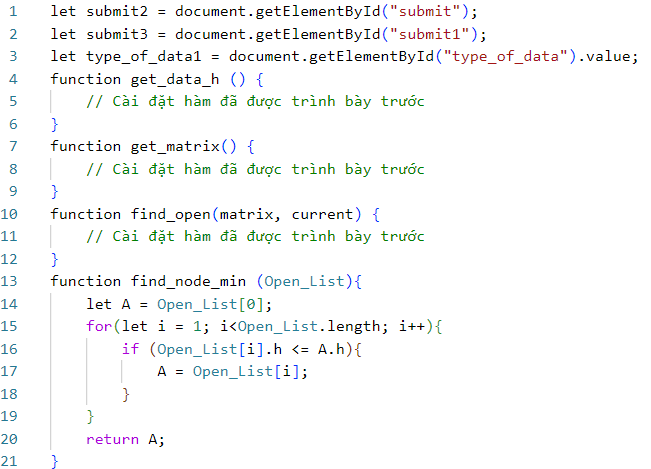 1 let submit2 = document.getElementById("submit");
2 let submit3 = document.getElementById("submit1");
3 let type_of_data1 = document.getElementById("type_of_data").value;
4 function get_data_h () {
5 // Cài đặt hàm đã được trình bày trước
6 }
7 function get_matrix() {
8 // Cài đặt hàm đã được trình bày trước
9 }
10 function find_open(matrix, current) {
11 // Cài đặt hàm đã được trình bày trước
12 }
13 function find_node_min (Open_List){
14 let A = Open_List[0];
15 for(let i = 1; i<Open_List.length; i++){
16 if (Open_List[i].h <= A.h){
17 A = Open_List[i];
18 }
19 }
20 return A;
21 }